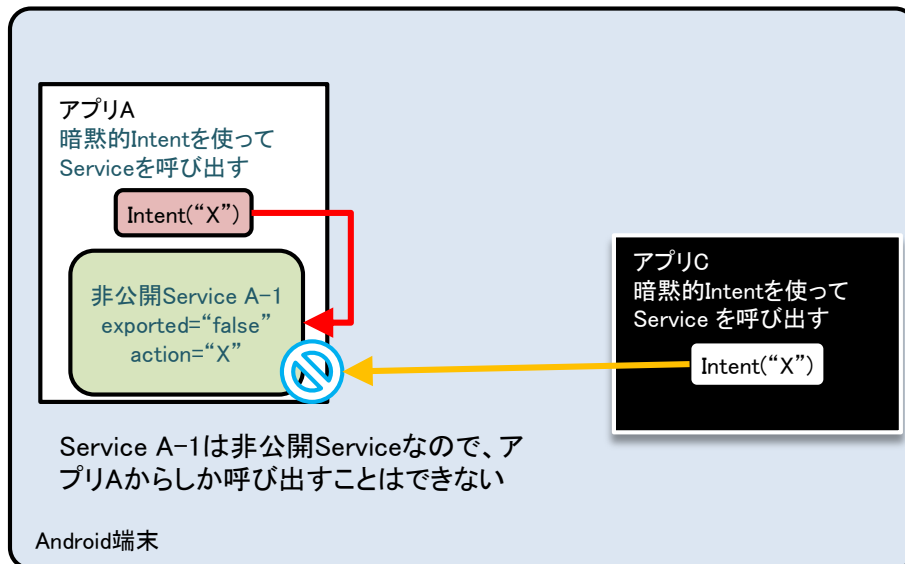 アプリA
暗黙的Intentを使って
Serviceを呼び出す
Intent(“X”)
非公開Service A-1
exported=“false”
action=“X”
アプリC
暗黙的Intentを使って
Service を呼び出す
Intent(“X”)
Service A-1は非公開Serviceなので、ア
プリAからしか呼び出すことはできない
Android端末